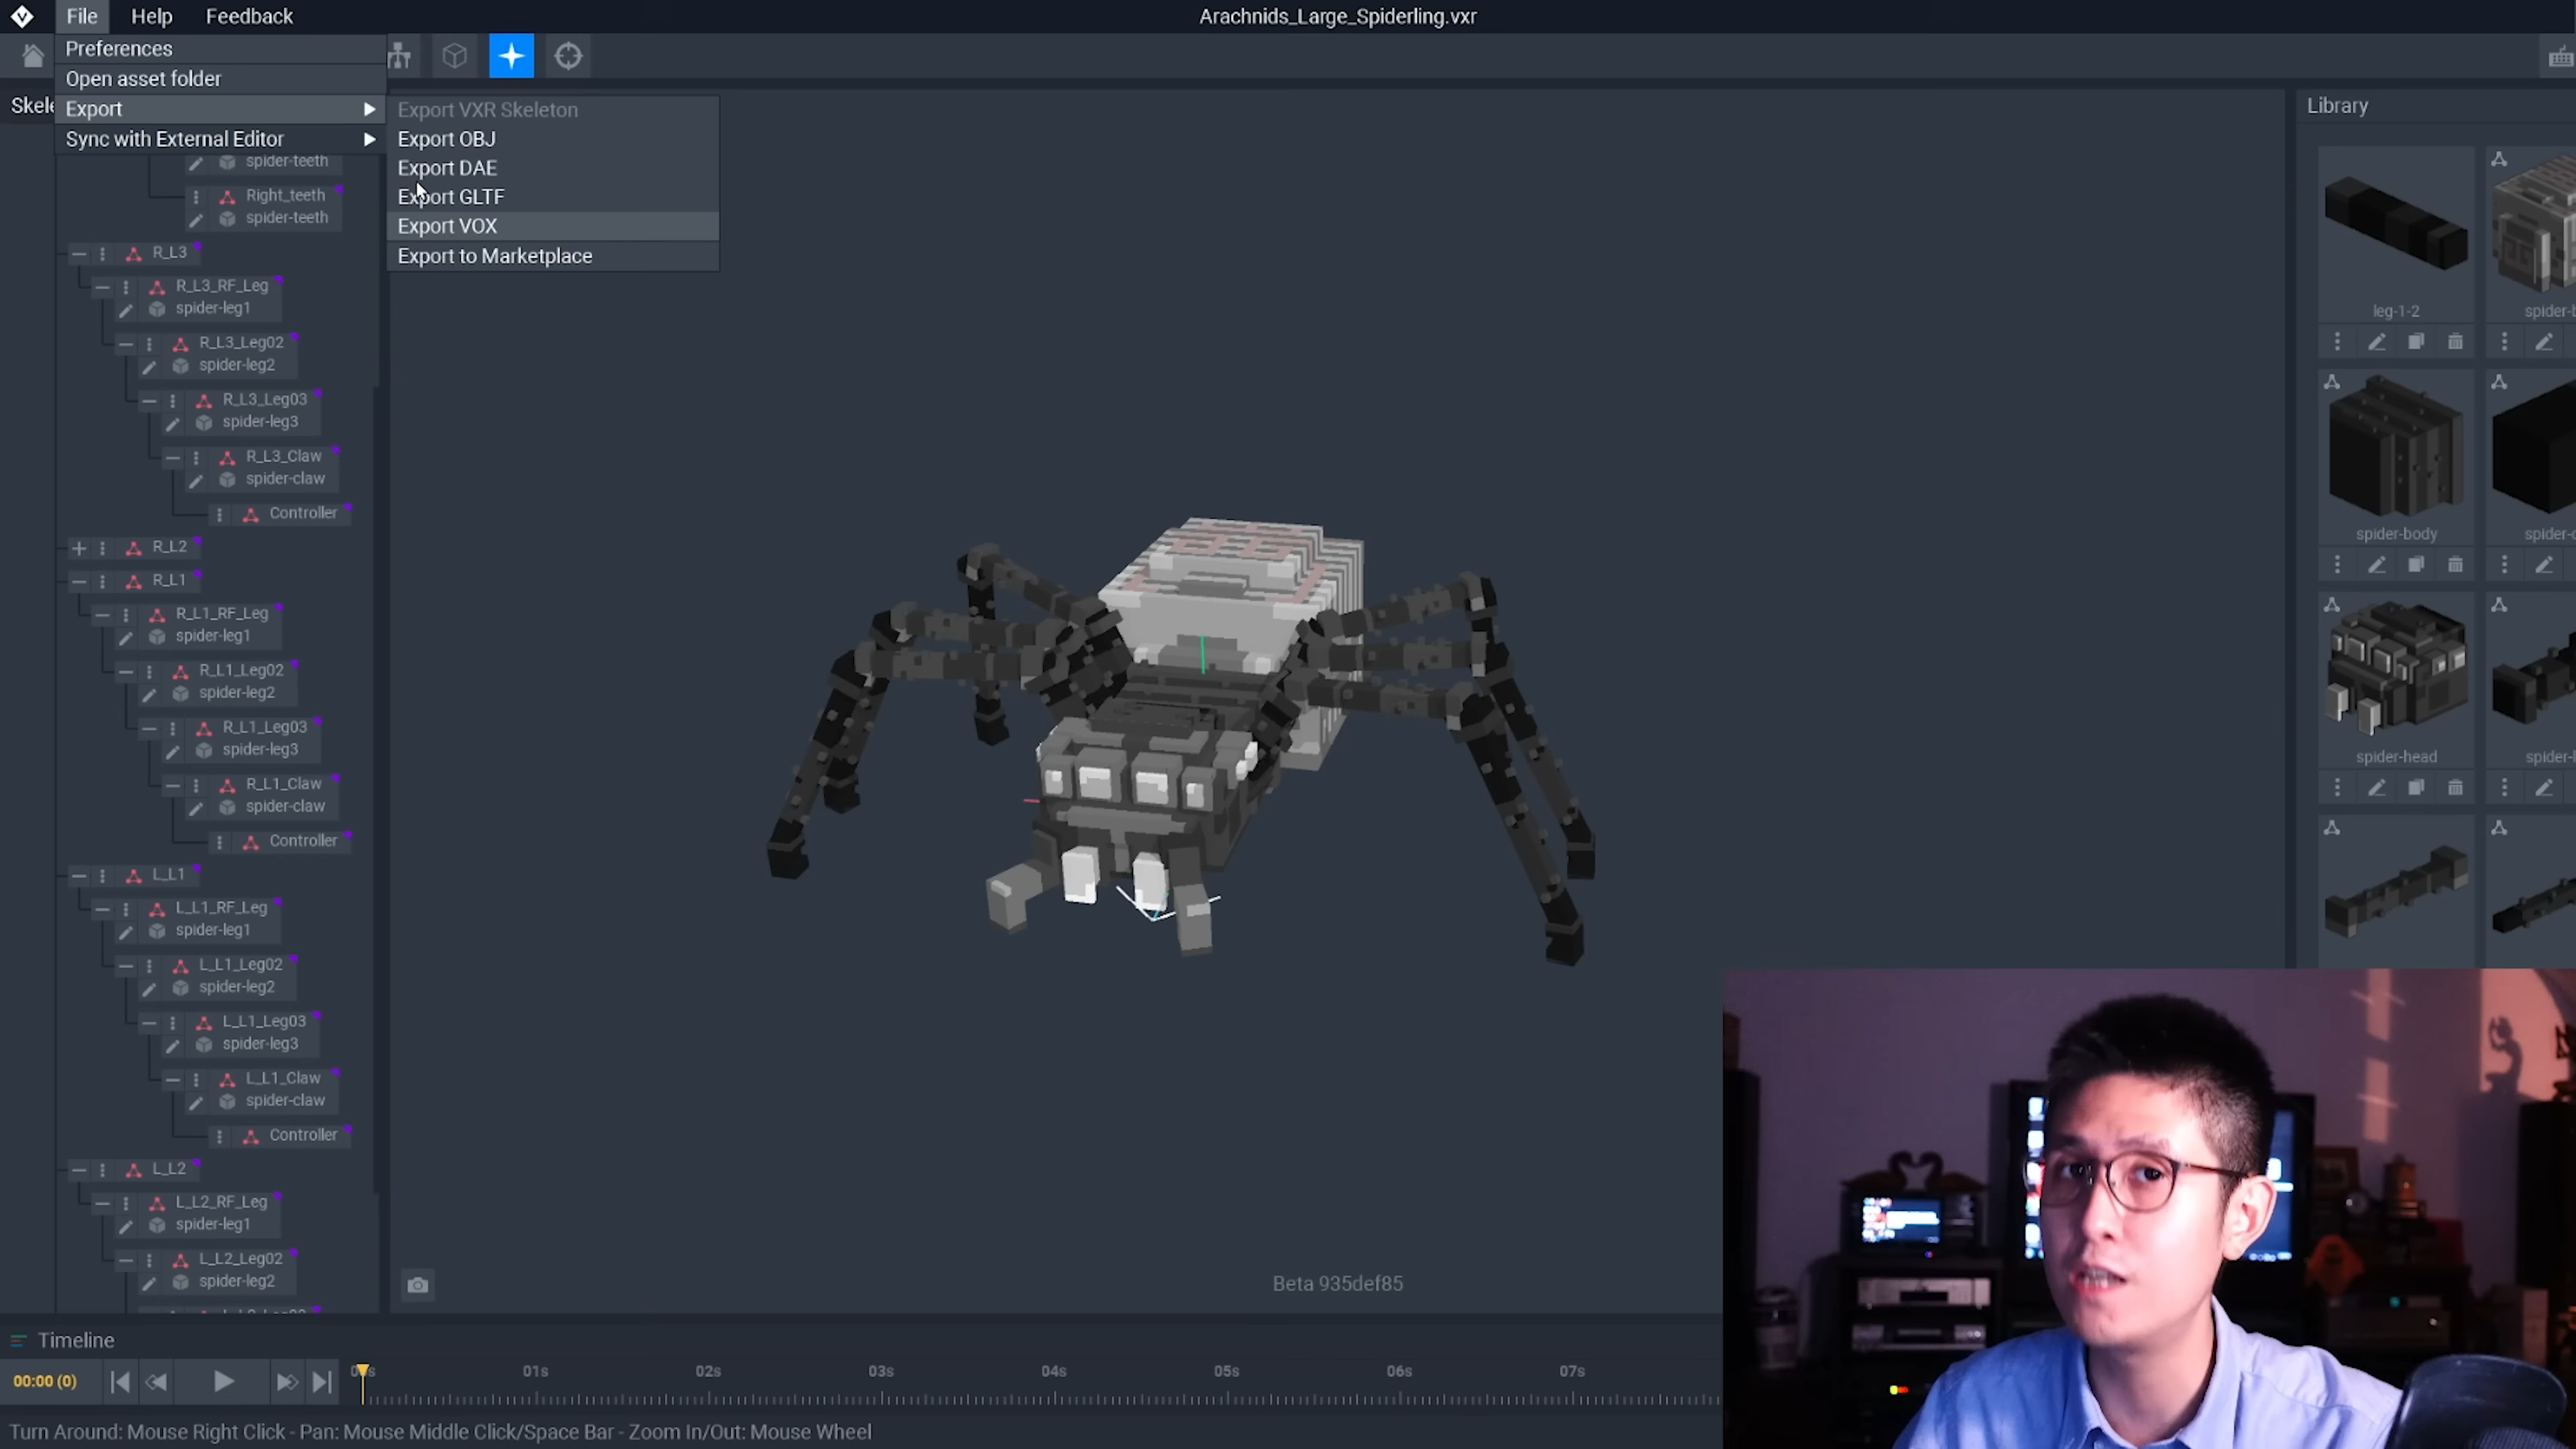 File Help Feedback
Arachnids_Large_Spiderling.vxr
Preferences
Open asset folder
Export
Sync with External Editor
Export VXR Skeleton
Export OBJ
Export DAE
Export GLTF
Export VOX
Export to Marketplace
spider-teeth
Right_teeth
spider-teeth
R_L3
R_L3_RF_Leg
spider-leg1
R_L3_Leg02
spider-leg2
R_L3_Leg03
spider-leg3
R_L3_Claw
spider-claw
Controller
R_L2
R_L1
R_L1_RF_Leg
spider-leg1
R_L1_Leg02
spider-leg2
R_L1_Leg03
spider-leg3
R_L1_Claw
spider-claw
Controller
L_L1
L_L1_RF_Leg
spider-leg1
L_L1_Leg02
spider-leg2
L_L1_Leg03
spider-leg3
L_L1_Claw
spider-claw
Controller
L_L2
L_L2_RF_Leg
spider-leg1
L_L2_Leg02
spider-leg2
Library
leg-1-2
spider-body
spider-head
Beta 935def85
Timeline
00:00 (0)
01s 02s 03s 04s 05s 06s 07s
Turn Around: Mouse Right Click - Pan: Mouse Middle Click/Space Bar - Zoom In/Out: Mouse Wheel